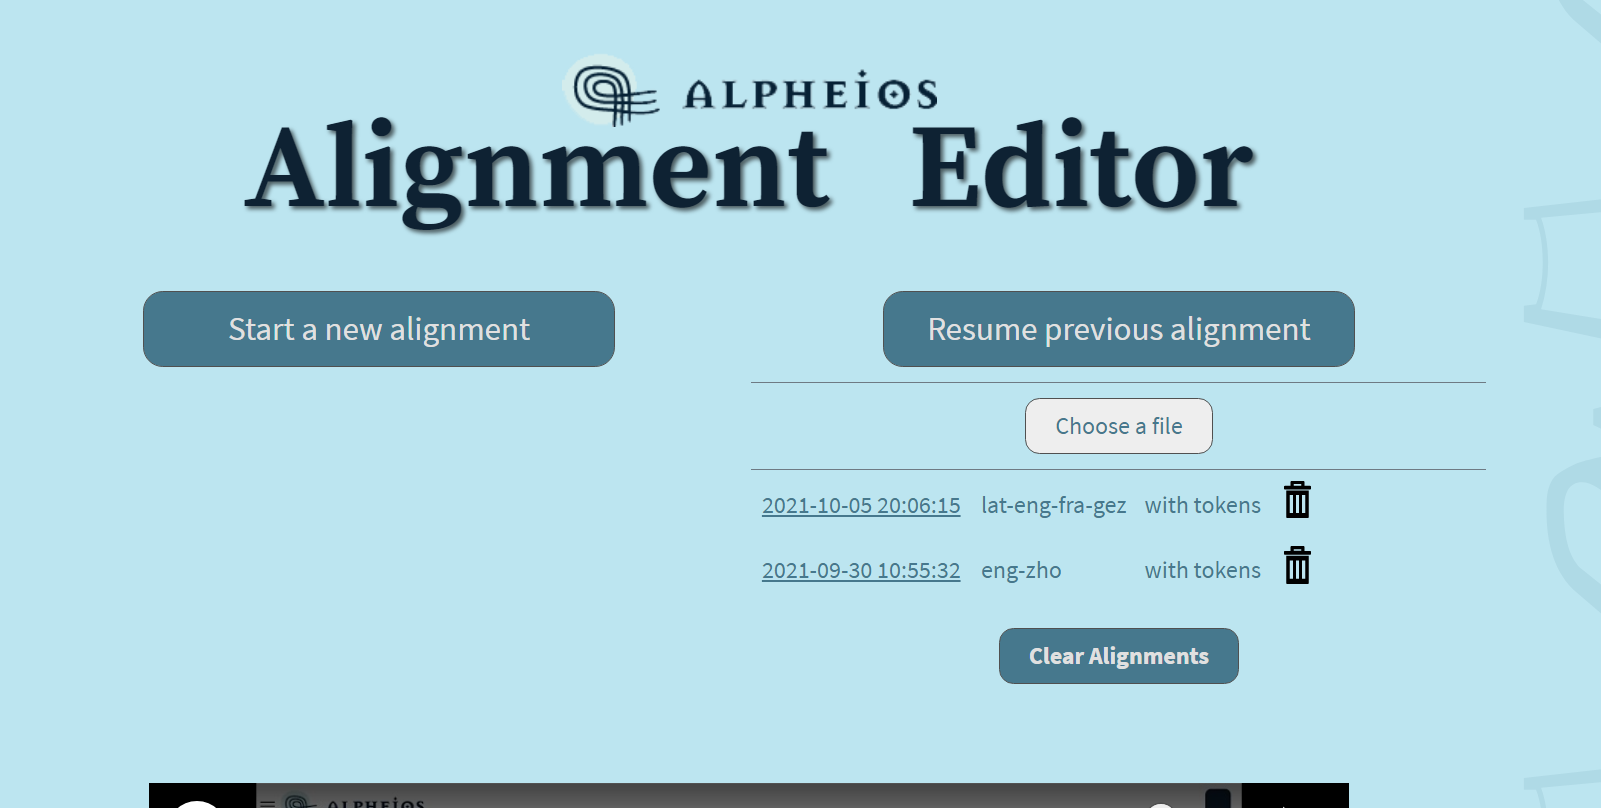 ALPHEIOS
Alignment Editor
Start a new alignment
Resume previous alignment
Choose a file
2021-10-05 20:06:15 lat-eng-fra-gez with tokens
2021-09-30 10:55:32 eng-zho with tokens
Clear Alignments
ALPHEIOS